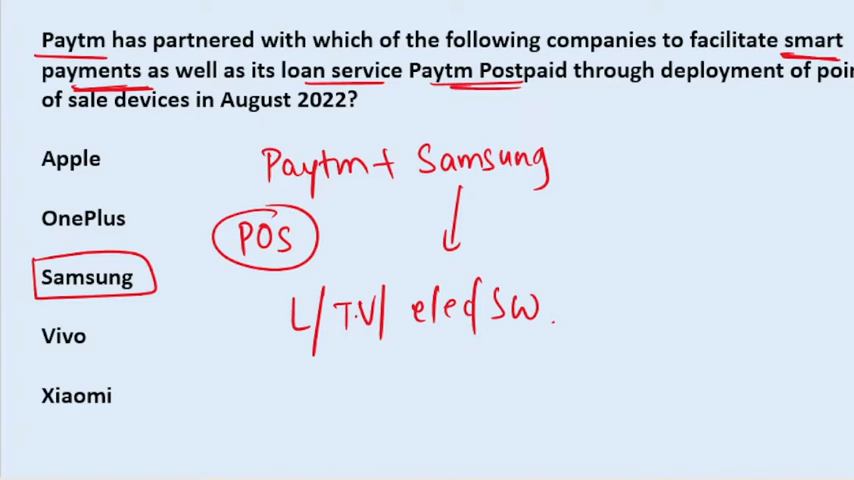 Paytm has partnered with which of the following companies to facilitate smart
payments as well as its loan service Paytm Postpaid through deployment of poi
of sale devices in August 2022?
Apple
Paytm + Samsung
OnePlus
POS
Samsung
L/T.V/ elec/ SW.
Vivo
Xiaomi